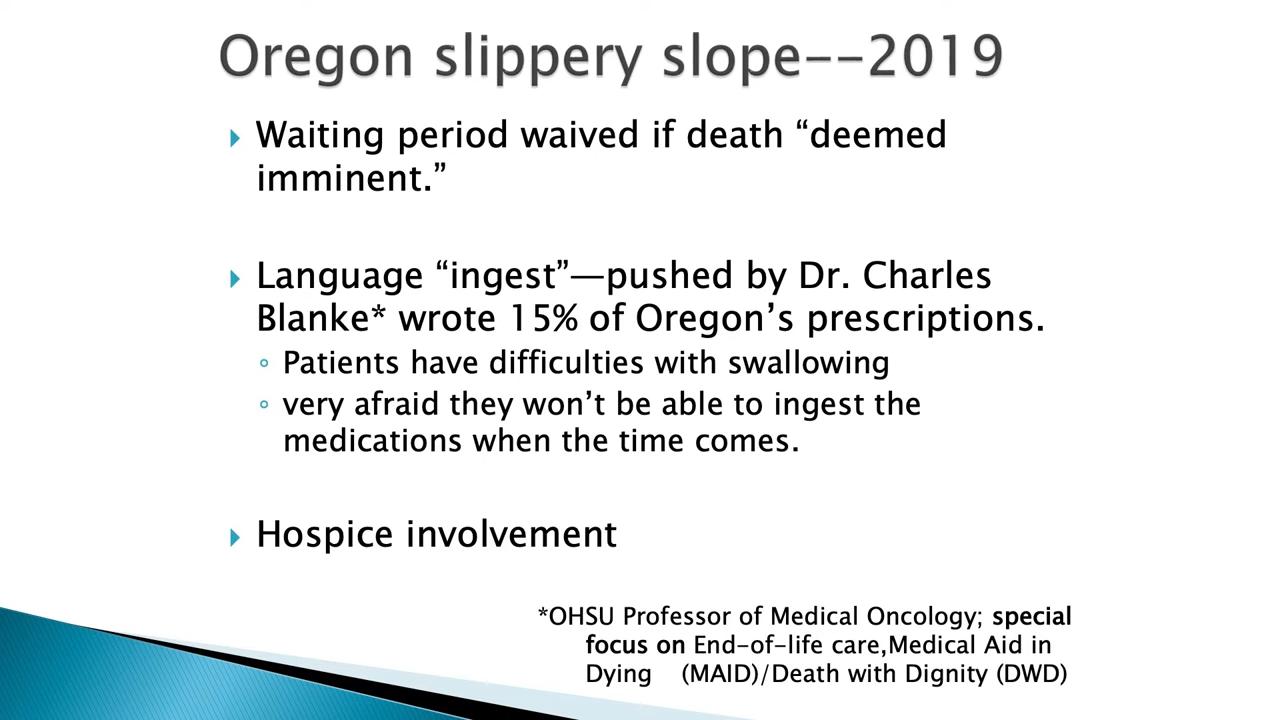 Oregon slippery slope--2019
Waiting period waived if death “deemed
imminent.”
Language “ingest”—pushed by Dr. Charles
Blanke* wrote 15% of Oregon’s prescriptions.
Patients have difficulties with swallowing
very afraid they won’t be able to ingest the
medications when the time comes.
Hospice involvement
*OHSU Professor of Medical Oncology; special
focus on End-of-life care,Medical Aid in
Dying (MAID)/Death with Dignity (DWD)